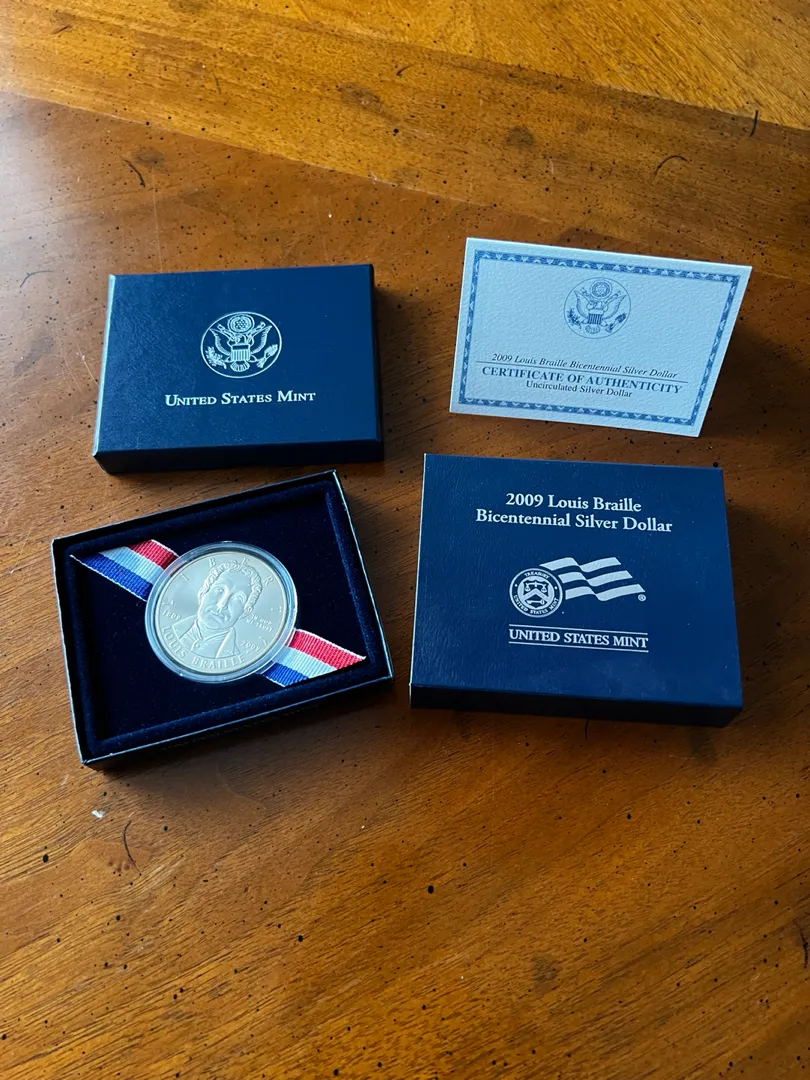 UNITED STATES MINT
2009 Louis Braille Bicentennial Silver Dollar
CERTIFICATE OF AUTHENTICITY
Uncirculated Silver Dollar
2009 Louis Braille
Bicentennial Silver Dollar
UNITED STATES MINT
LIBERTY
LOUIS BRAILLE